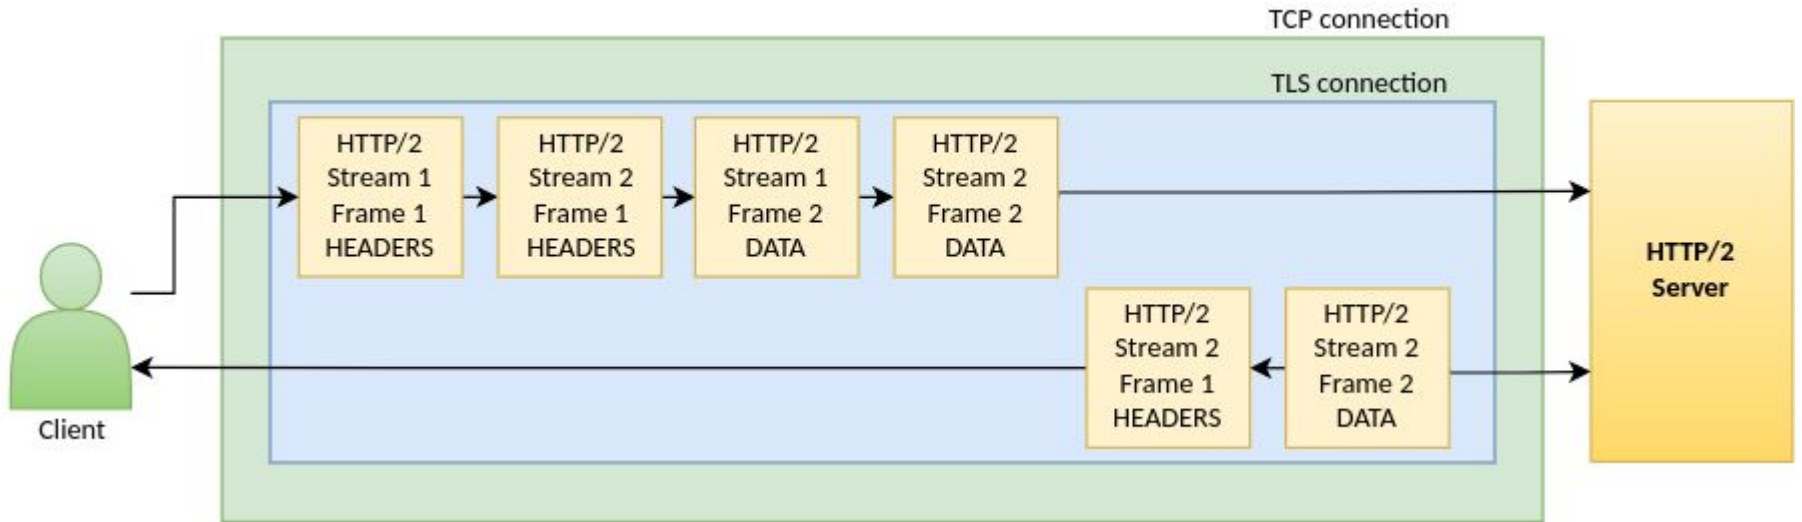 TCP connection
TLS connection
HTTP/2
Stream 1
Frame 1
HEADERS
HTTP/2
Stream 2
Frame 1
HEADERS
HTTP/2
Stream 1
Frame 2
DATA
HTTP/2
Stream 2
Frame 2
DATA
HTTP/2
Server
HTTP/2
Stream 2
Frame 1
HEADERS
HTTP/2
Stream 2
Frame 2
DATA
Client